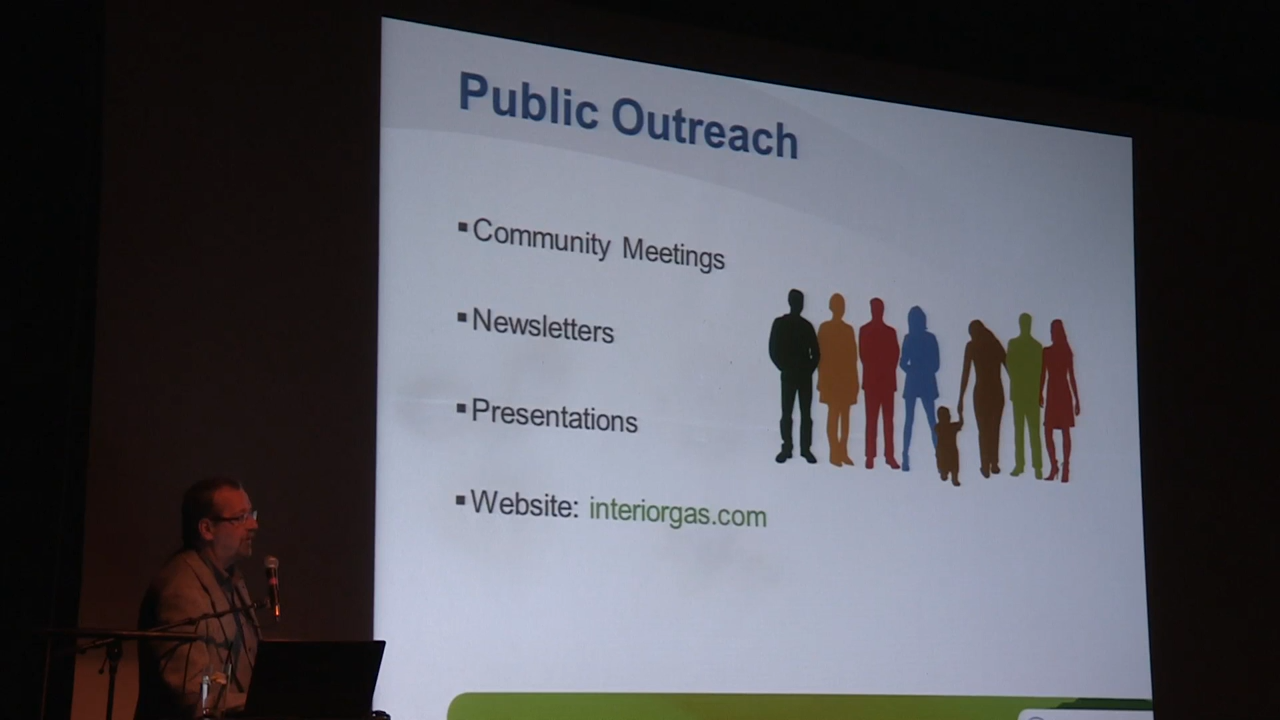 Public Outreach
▪Community Meetings
▪Newsletters
▪Presentations
▪Website: interiorgas.com